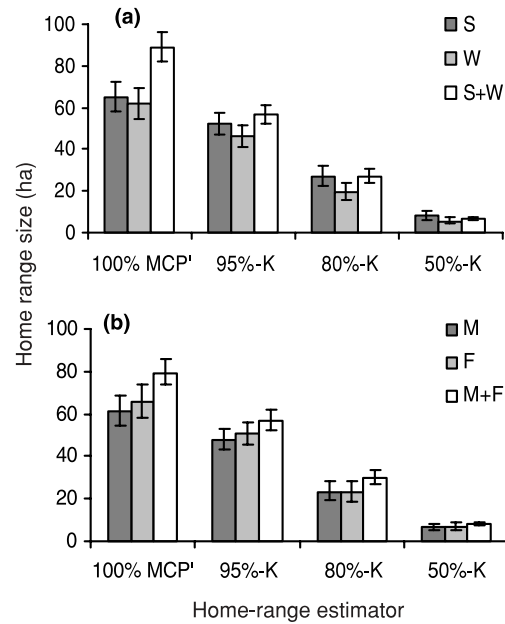 (a)
S
W
S+W
100
80
60
40
20
0
100% MCP' 95%-K 80%-K 50%-K
Home range size (ha)
(b)
M
F
M+F
100
80
60
40
20
0
100% MCP' 95%-K 80%-K 50%-K
Home-range estimator